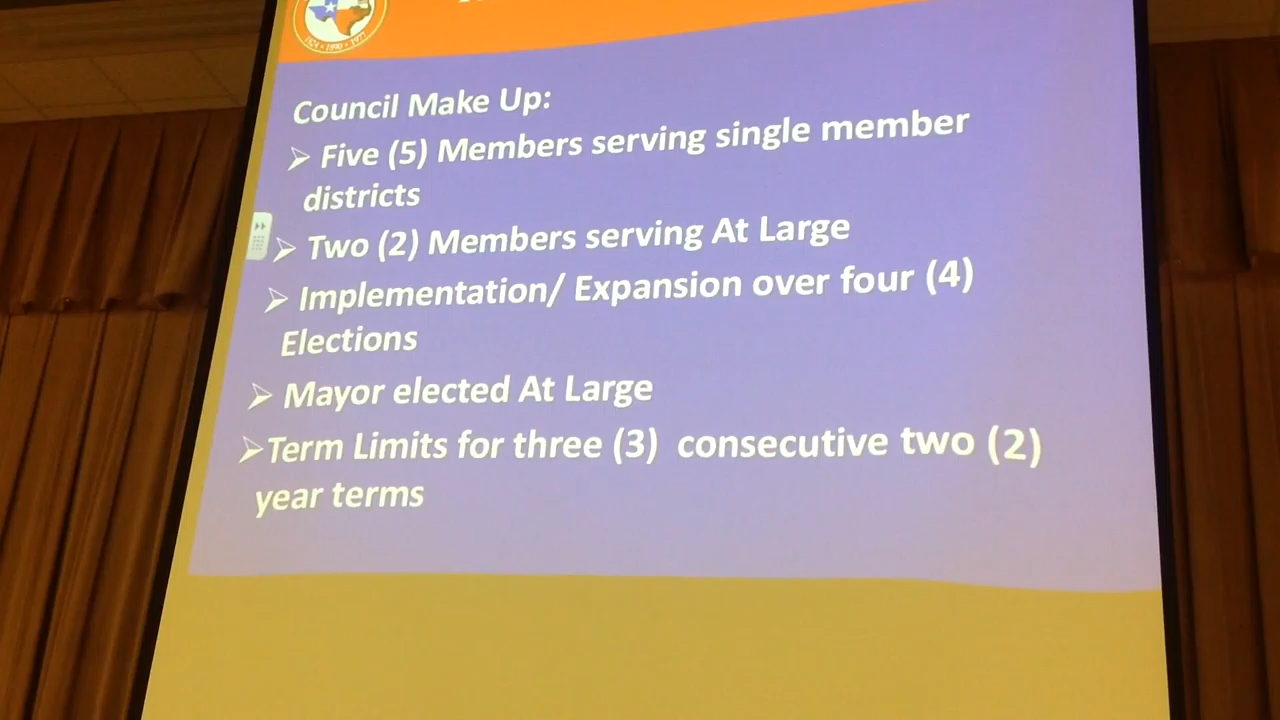 Council Make Up:
➢ Five (5) Members serving single member
districts
➢ Two (2) Members serving At Large
➢ Implementation/ Expansion over four (4)
Elections
➢ Mayor elected At Large
➢Term Limits for three (3) consecutive two (2)
year terms